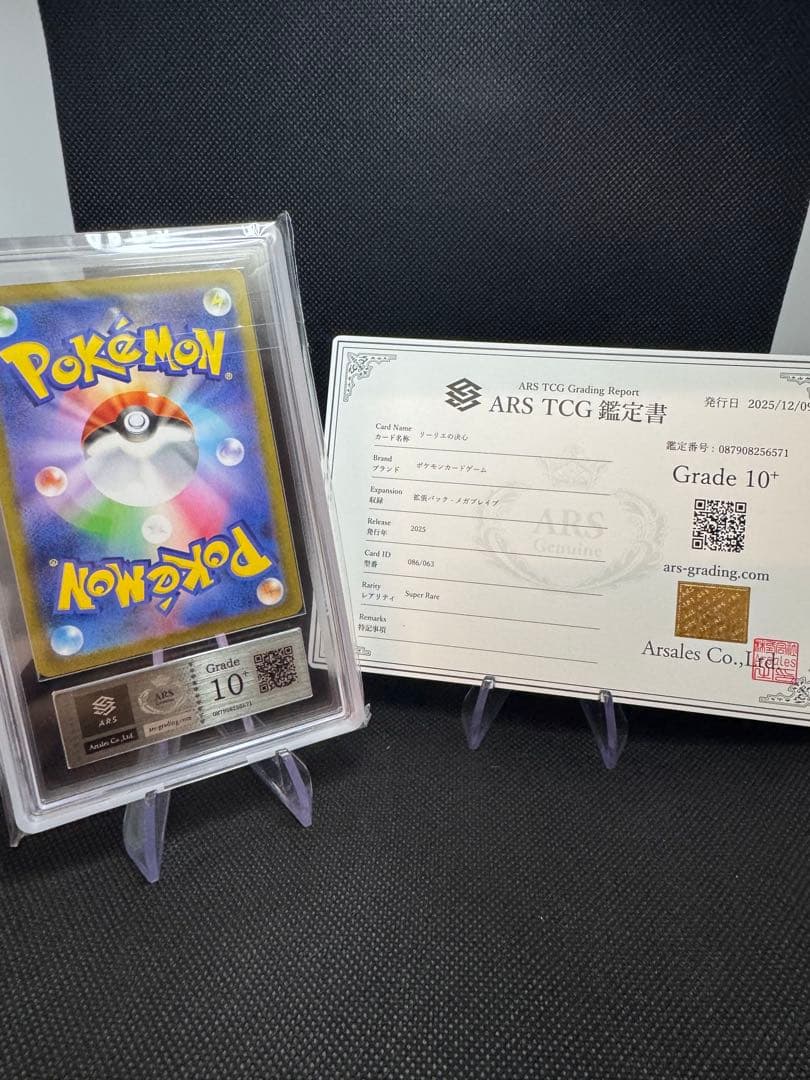 POKéMON
POKéMON
ARS
Arsales Co.,Ltd.
ARS
Genuine
ars-grading.com
Grade
10+
087908256571
ARS TCG Grading Report
ARS TCG 鑑定書
発行日 2025/12/09
鑑定番号:087908256571
Grade 10+
ars-grading.com
Arsales Co.,Ltd.
Card Name
カード名称 リーリエの決心
Brand
ブランド ポケモンカードゲーム
Expansion
収録 拡張パック - メガブレイブ
Release
発行年 2025
Card ID
型番 086/063
Rarity
レアリティ Super Rare
Remarks
特記事項
ARS
Genuine